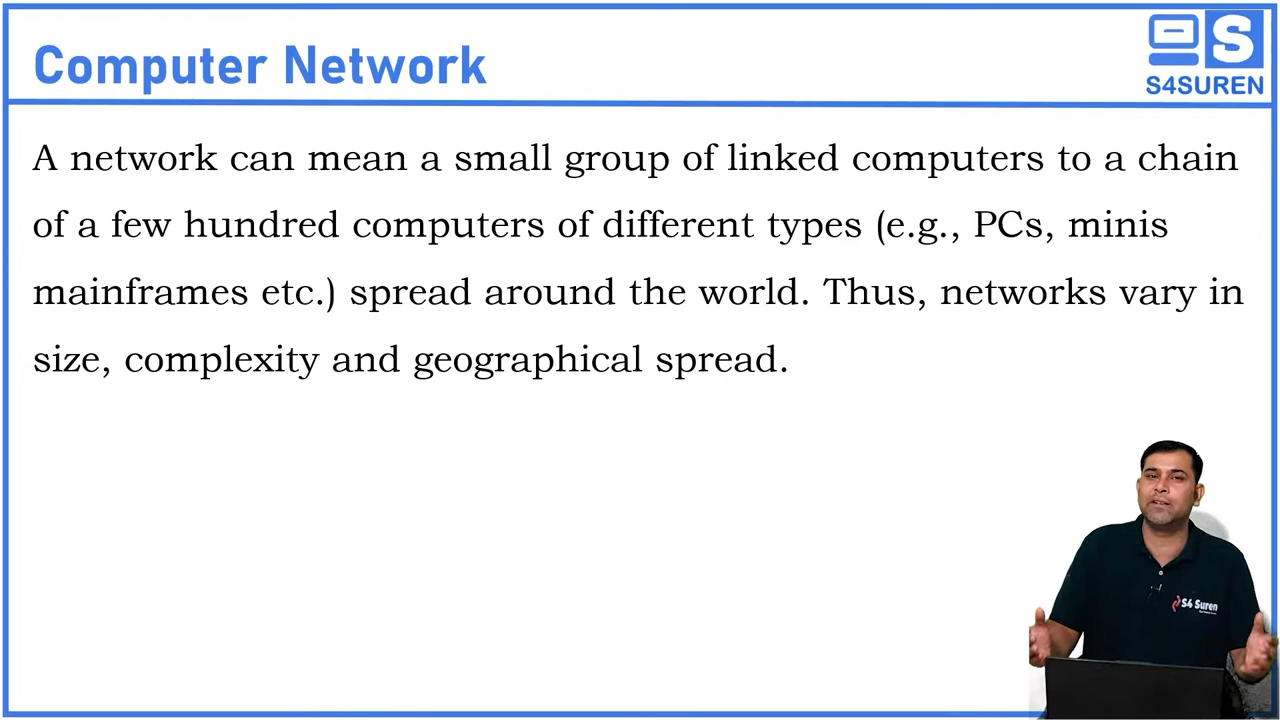 Computer Network
S
S4SUREN
A network can mean a small group of linked computers to a chain
of a few hundred computers of different types (e.g., PCs, minis
mainframes etc.) spread around the world. Thus, networks vary in
size, complexity and geographical spread.
S4 Suren